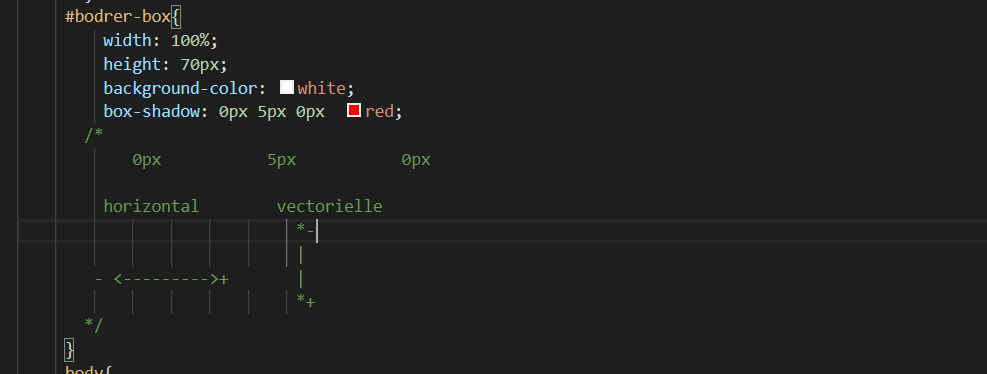 #bodrer-box{
width: 100%;
height: 70px;
background-color: white;
box-shadow: 0px 5px 0px red;
/*
0px 5px 0px
horizontal vectorielle
*-
|
- <--------->+ |
*+
*/
}
body{